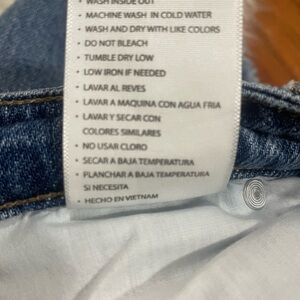 • WASH INSIDE OUT
• MACHINE WASH IN COLD WATER
• WASH AND DRY WITH LIKE COLORS
• DO NOT BLEACH
• TUMBLE DRY LOW
• LOW IRON IF NEEDED
• LAVAR AL REVES
• LAVAR A MAQUINA CON AGUA FRIA
• LAVAR Y SECAR CON
COLORES SIMILARES
• NO USAR CLORO
• SECAR A BAJA TEMPERATURA
• PLANCHAR A BAJA TEMPERATURA
SI NECESITA
• HECHO EN VIETNAM